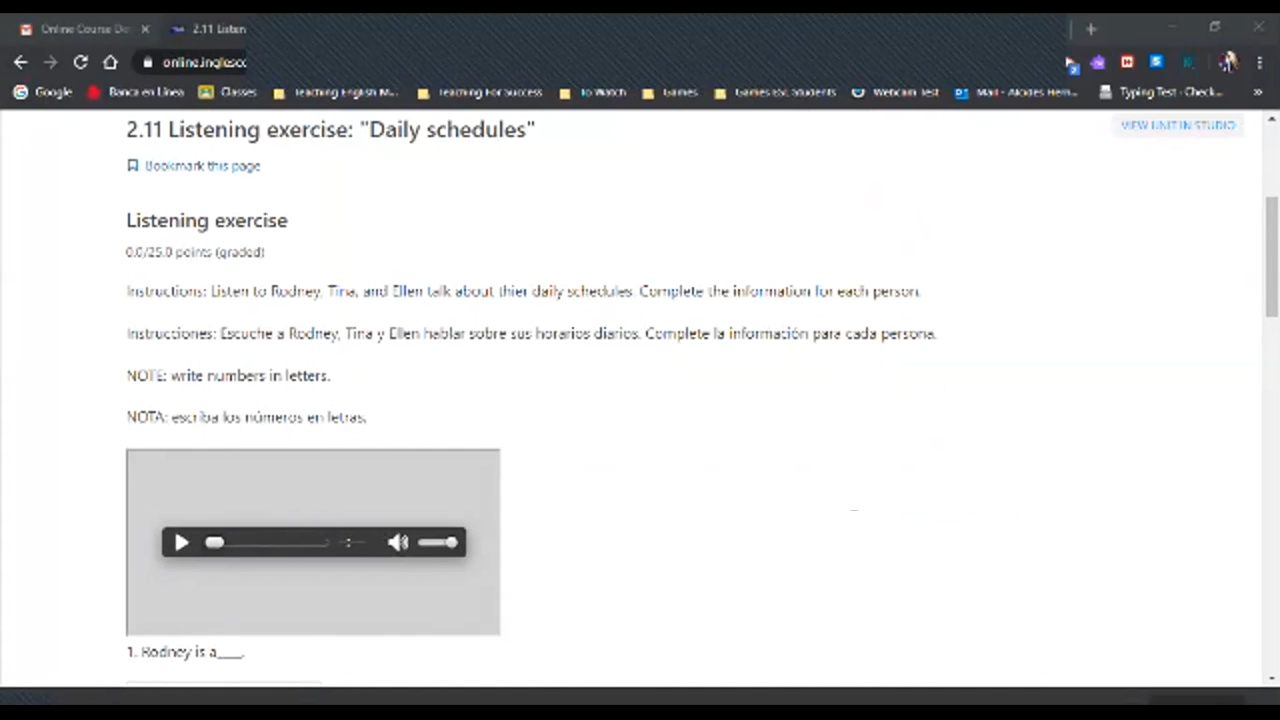 2.11 Listen
online.inglesc
Google
Banca en Línea
Classes
Teaching English M...
Teaching For Success
To Watch
Games
Games ESL Students
Webcam Test
Mail - Alcides Hern...
Typing Test - Check...
»
2.11 Listening exercise: "Daily schedules"
VIEW UNIT IN STUDIO
Bookmark this page
Listening exercise
0.0/25.0 points (graded)
Instructions: Listen to Rodney, Tina, and Ellen talk about thier daily schedules. Complete the information for each person.
Instrucciones: Escuche a Rodney, Tina y Ellen hablar sobre sus horarios diarios. Complete la información para cada persona.
NOTE: write numbers in letters.
NOTA: escriba los números en letras.
1. Rodney is a____.